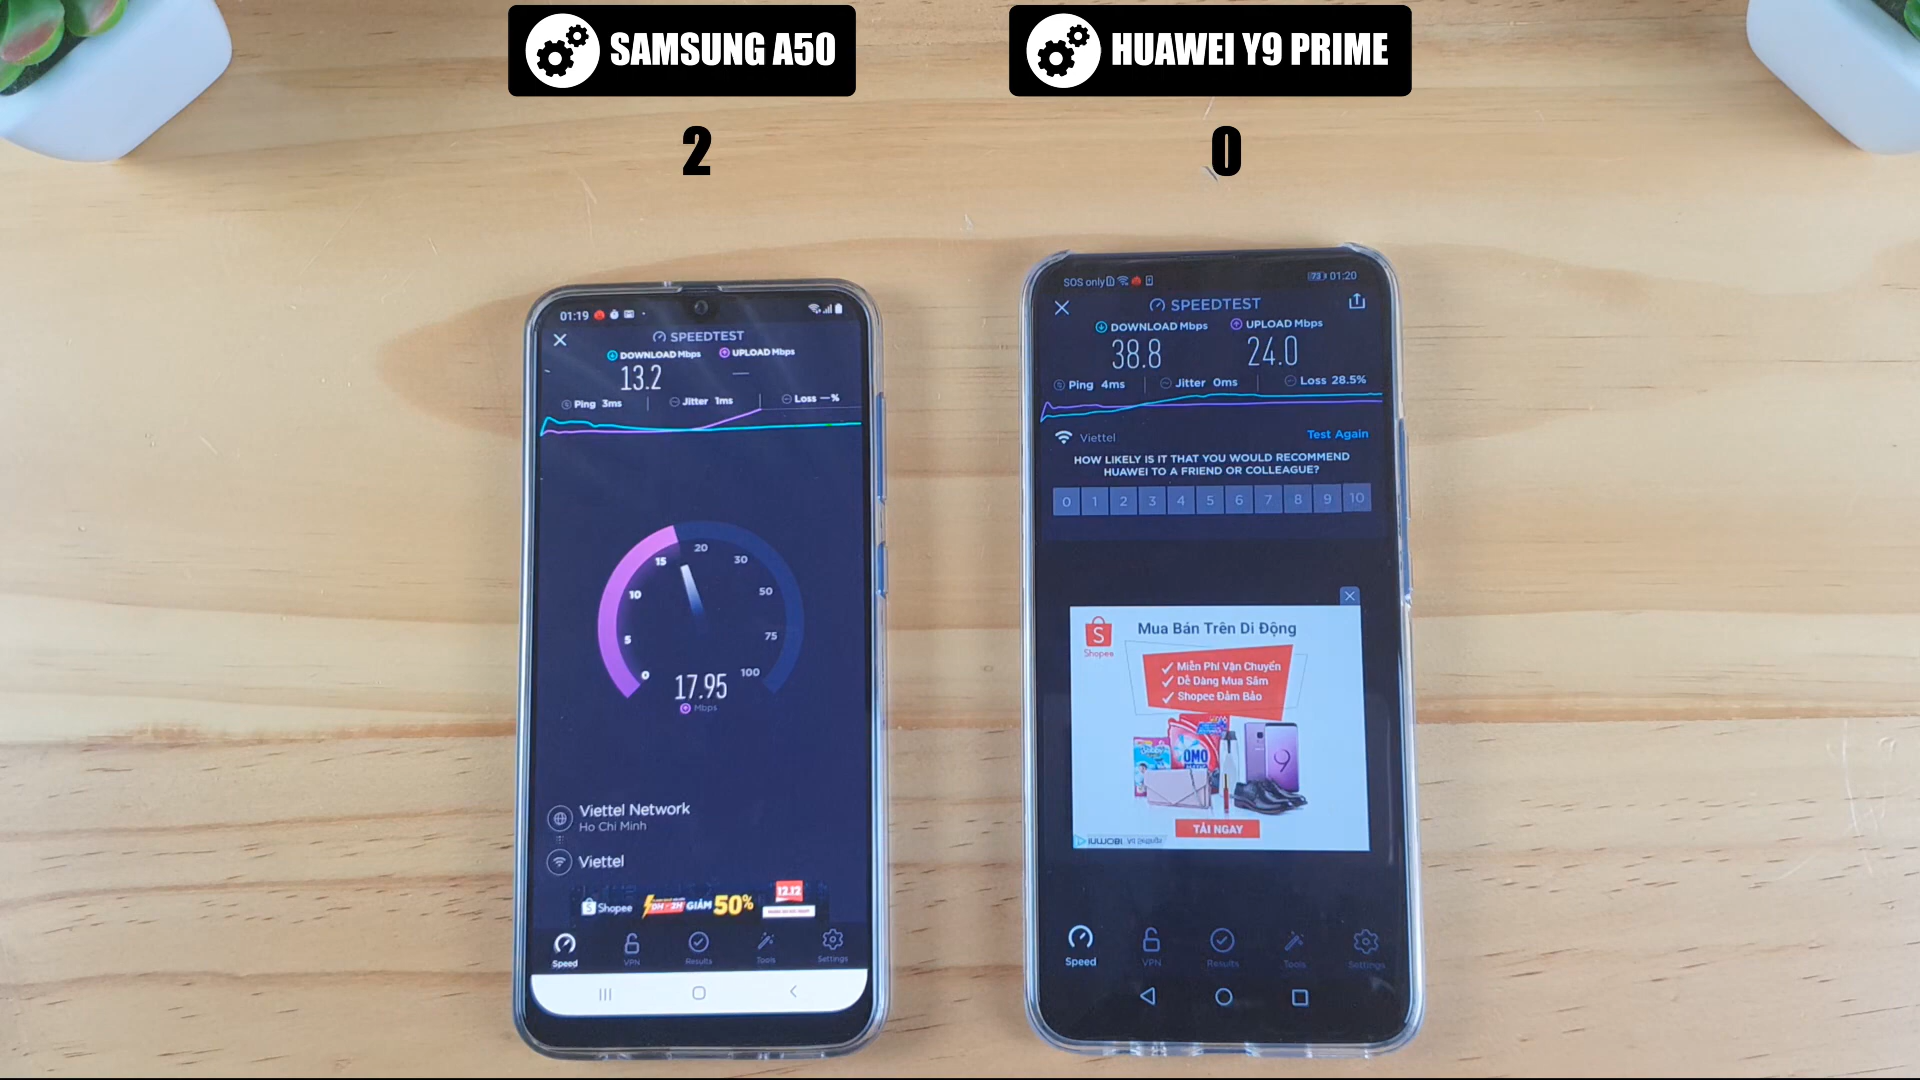 SAMSUNG A50
HUAWEI Y9 PRIME
2
0
01:19
SPEEDTEST
DOWNLOAD Mbps
UPLOAD Mbps
13.2
—
Ping 3ms
Jitter 1ms
Loss —%
0
5
10
15
20
30
50
75
100
17.95
Mbps
Viettel Network
Ho Chi Minh
Viettel
Shopee
0H - 2H GIẢM 50%
12.12
Speed
VPN
Results
Tools
Settings
SOS only
73
01:20
SPEEDTEST
DOWNLOAD Mbps
UPLOAD Mbps
38.8
24.0
Ping 4ms
Jitter 0ms
Loss 28.5%
Viettel
Test Again
HOW LIKELY IS IT THAT YOU WOULD RECOMMEND
HUAWEI TO A FRIEND OR COLLEAGUE?
0 1 2 3 4 5 6 7 8 9 10
S
Shopee
Mua Bán Trên Di Động
Miễn Phí Vận Chuyển
Dễ Dàng Mua Sắm
Shopee Đảm Bảo
OMO
9
TẢI NGAY
INMOBI
Speed
VPN
Results
Tools
Settings